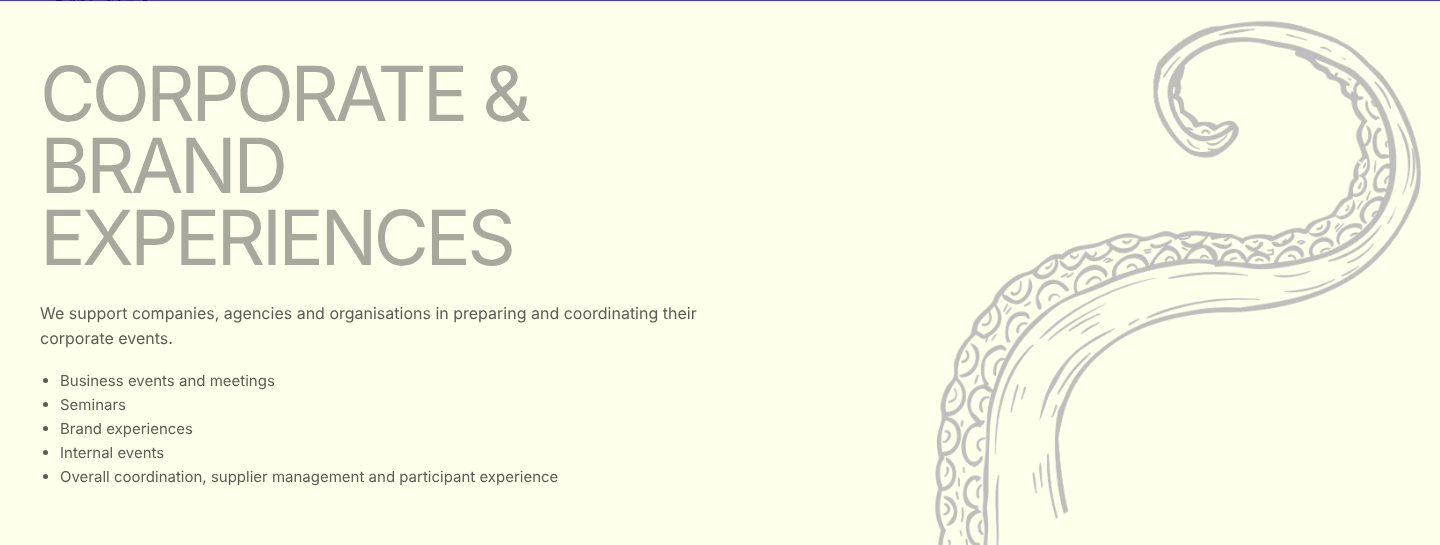 CORPORATE &
BRAND
EXPERIENCES
We support companies, agencies and organisations in preparing and coordinating their
corporate events.
• Business events and meetings
• Seminars
• Brand experiences
• Internal events
• Overall coordination, supplier management and participant experience